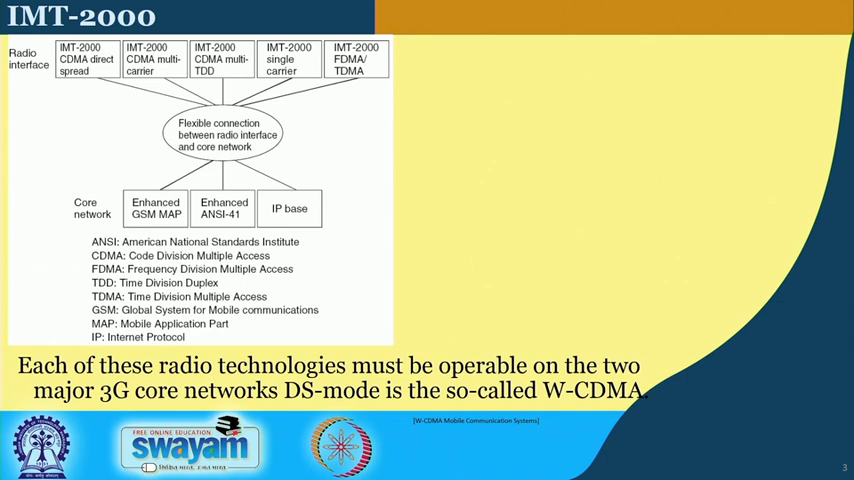 IMT-2000
Radio
interface
IMT-2000
CDMA direct
spread
IMT-2000
CDMA multi-
carrier
IMT-2000
CDMA multi-
TDD
IMT-2000
single
carrier
IMT-2000
FDMA/
TDMA
Flexible connection
between radio interface
and core network
Core
network
Enhanced
GSM MAP
Enhanced
ANSI-41
IP base
ANSI: American National Standards Institute
CDMA: Code Division Multiple Access
FDMA: Frequency Division Multiple Access
TDD: Time Division Duplex
TDMA: Time Division Multiple Access
GSM: Global System for Mobile communications
MAP: Mobile Application Part
IP: Internet Protocol
Each of these radio technologies must be operable on the two
major 3G core networks DS-mode is the so-called W-CDMA.
[W-CDMA Mobile Communication Systems]
FREE ONLINE EDUCATION
swayam
3